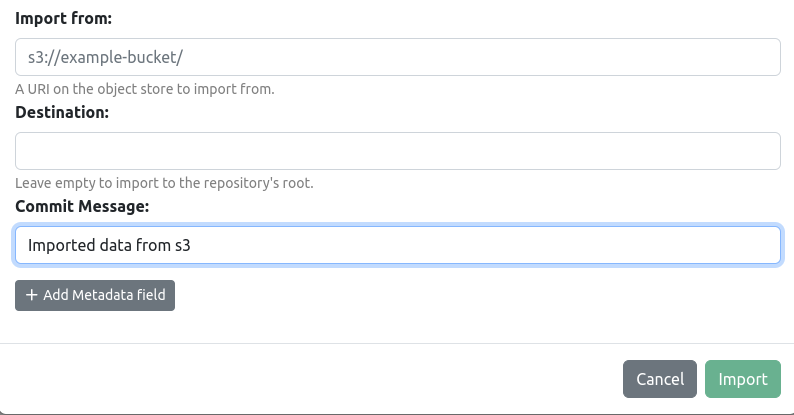 Import from:
s3://example-bucket/
A URI on the object store to import from.
Destination:
Leave empty to import to the repository's root.
Commit Message:
Imported data from s3
+ Add Metadata field
Cancel Import